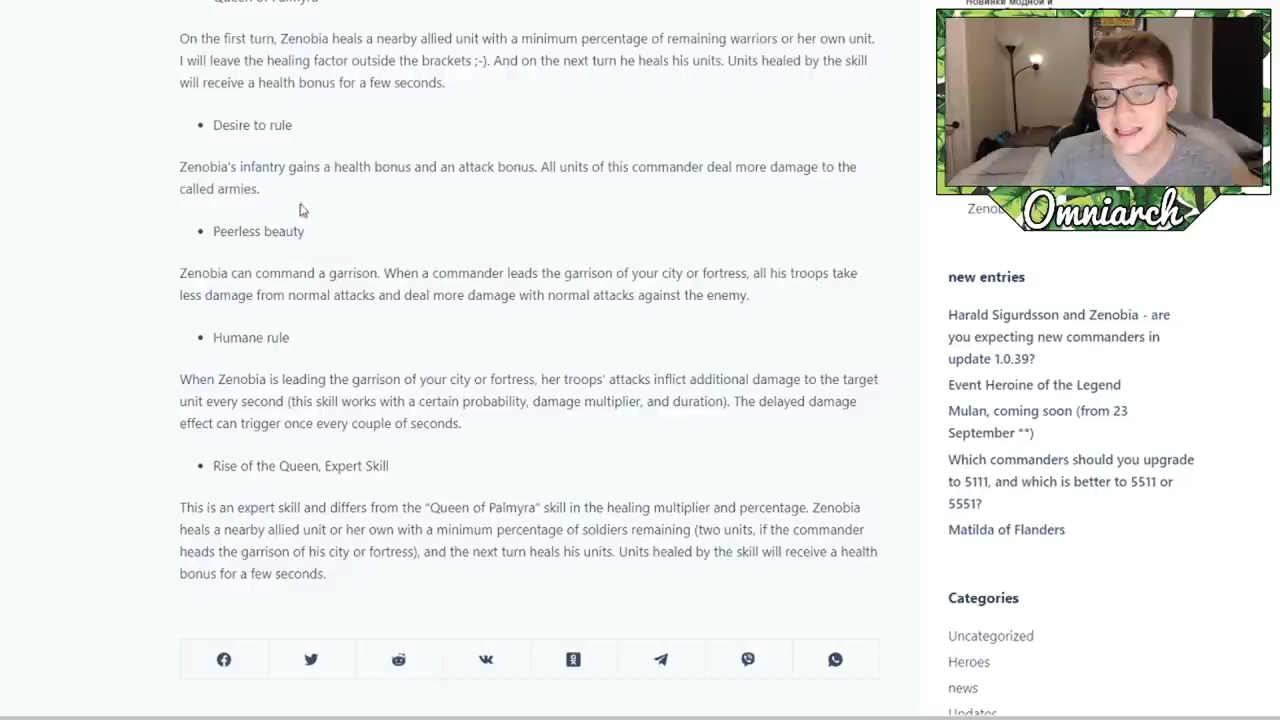 Queen of Palmyra
On the first turn, Zenobia heals a nearby allied unit with a minimum percentage of remaining warriors or her own unit.
I will leave the healing factor outside the brackets ;-). And on the next turn he heals his units. Units healed by the skill
will receive a health bonus for a few seconds.
Desire to rule
Zenobia's infantry gains a health bonus and an attack bonus. All units of this commander deal more damage to the
called armies.
Peerless beauty
Zenobia can command a garrison. When a commander leads the garrison of your city or fortress, all his troops take
less damage from normal attacks and deal more damage with normal attacks against the enemy.
Humane rule
When Zenobia is leading the garrison of your city or fortress, her troops' attacks inflict additional damage to the target
unit every second (this skill works with a certain probability, damage multiplier, and duration). The delayed damage
effect can trigger once every couple of seconds.
Rise of the Queen, Expert Skill
This is an expert skill and differs from the "Queen of Palmyra" skill in the healing multiplier and percentage. Zenobia
heals a nearby allied unit or her own with a minimum percentage of soldiers remaining (two units, if the commander
heads the garrison of his city or fortress), and the next turn heals his units. Units healed by the skill will receive a health
bonus for a few seconds.
Новинки модной и
Omniarch
new entries
Harald Sigurdsson and Zenobia - are
you expecting new commanders in
update 1.0.39?
Event Heroine of the Legend
Mulan, coming soon (from 23
September **)
Which commanders should you upgrade
to 5111, and which is better to 5511 or
5551?
Matilda of Flanders
Categories
Uncategorized
Heroes
news
Updates